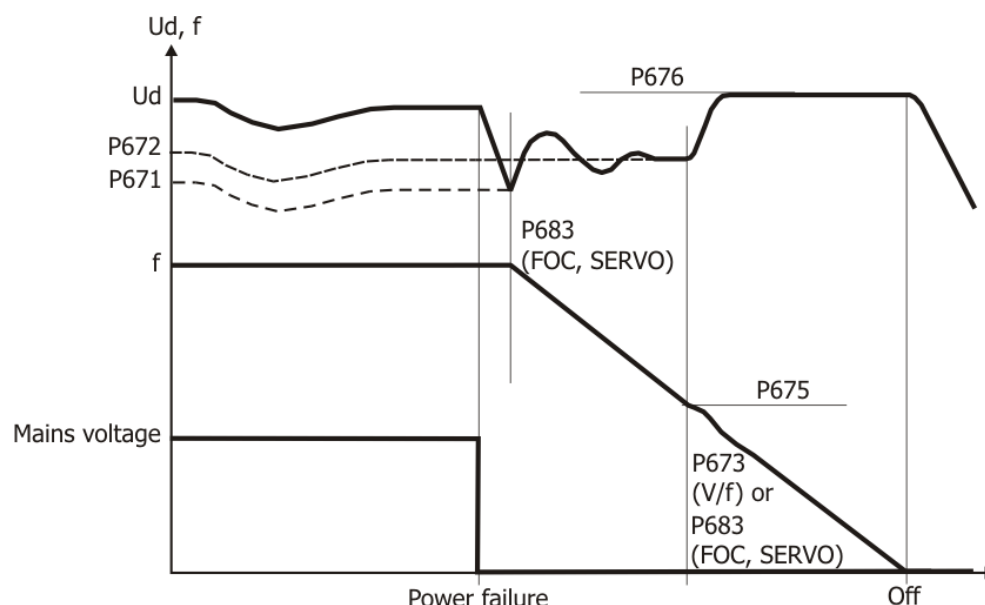 Ud, f
P676
Ud
P672
P671
P683
(FOC, SERVO)
f
P675
Mains voltage
P673
(V/f) or
P683
(FOC, SERVO)
Power failure
Off